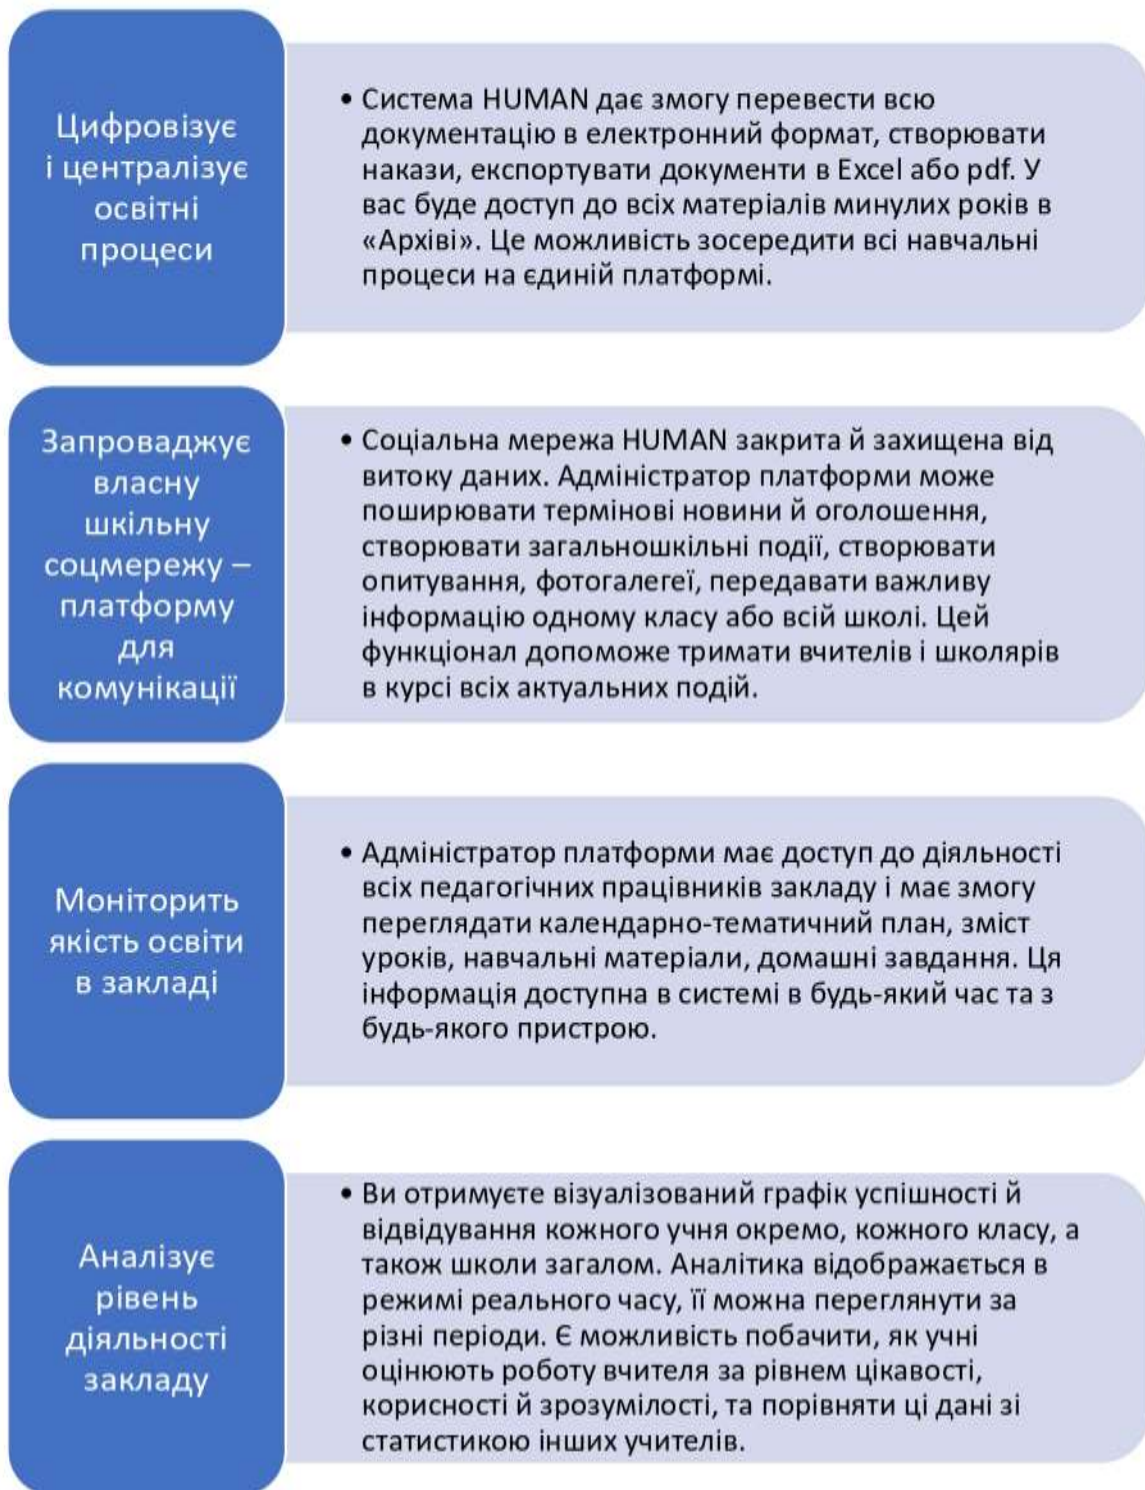 Цифровізує
і централізує
освітні
процеси
• Система HUMAN дає змогу перевести всю
документацію в електронний формат, створювати
накази, експортувати документи в Excel або pdf. У
вас буде доступ до всіх матеріалів минулих років в
«Архіві». Це можливість зосередити всі навчальні
процеси на єдиній платформі.
Запроваджує
власну
шкільну
соцмережу –
платформу
для
комунікації
• Соціальна мережа HUMAN закрита й захищена від
витоку даних. Адміністратор платформи може
поширювати термінові новини й оголошення,
створювати загальношкільні події, створювати
опитування, фотогалегеї, передавати важливу
інформацію одному класу або всій школі. Цей
функціонал допоможе тримати вчителів і школярів
в курсі всіх актуальних подій.
Моніторить
якість освіти
в закладі
• Адміністратор платформи має доступ до діяльності
всіх педагогічних працівників закладу і має змогу
переглядати календарно-тематичний план, зміст
уроків, навчальні матеріали, домашні завдання. Ця
інформація доступна в системі в будь-який час та з
будь-якого пристрою.
Аналізує
рівень
діяльності
закладу
• Ви отримуєте візуалізований графік успішності й
відвідування кожного учня окремо, кожного класу, а
також школи загалом. Аналітика відображається в
режимі реального часу, її можна переглянути за
різні періоди. Є можливість побачити, як учні
оцінюють роботу вчителя за рівнем цікавості,
корисності й зрозумілості, та порівняти ці дані зі
статистикою інших учителів.